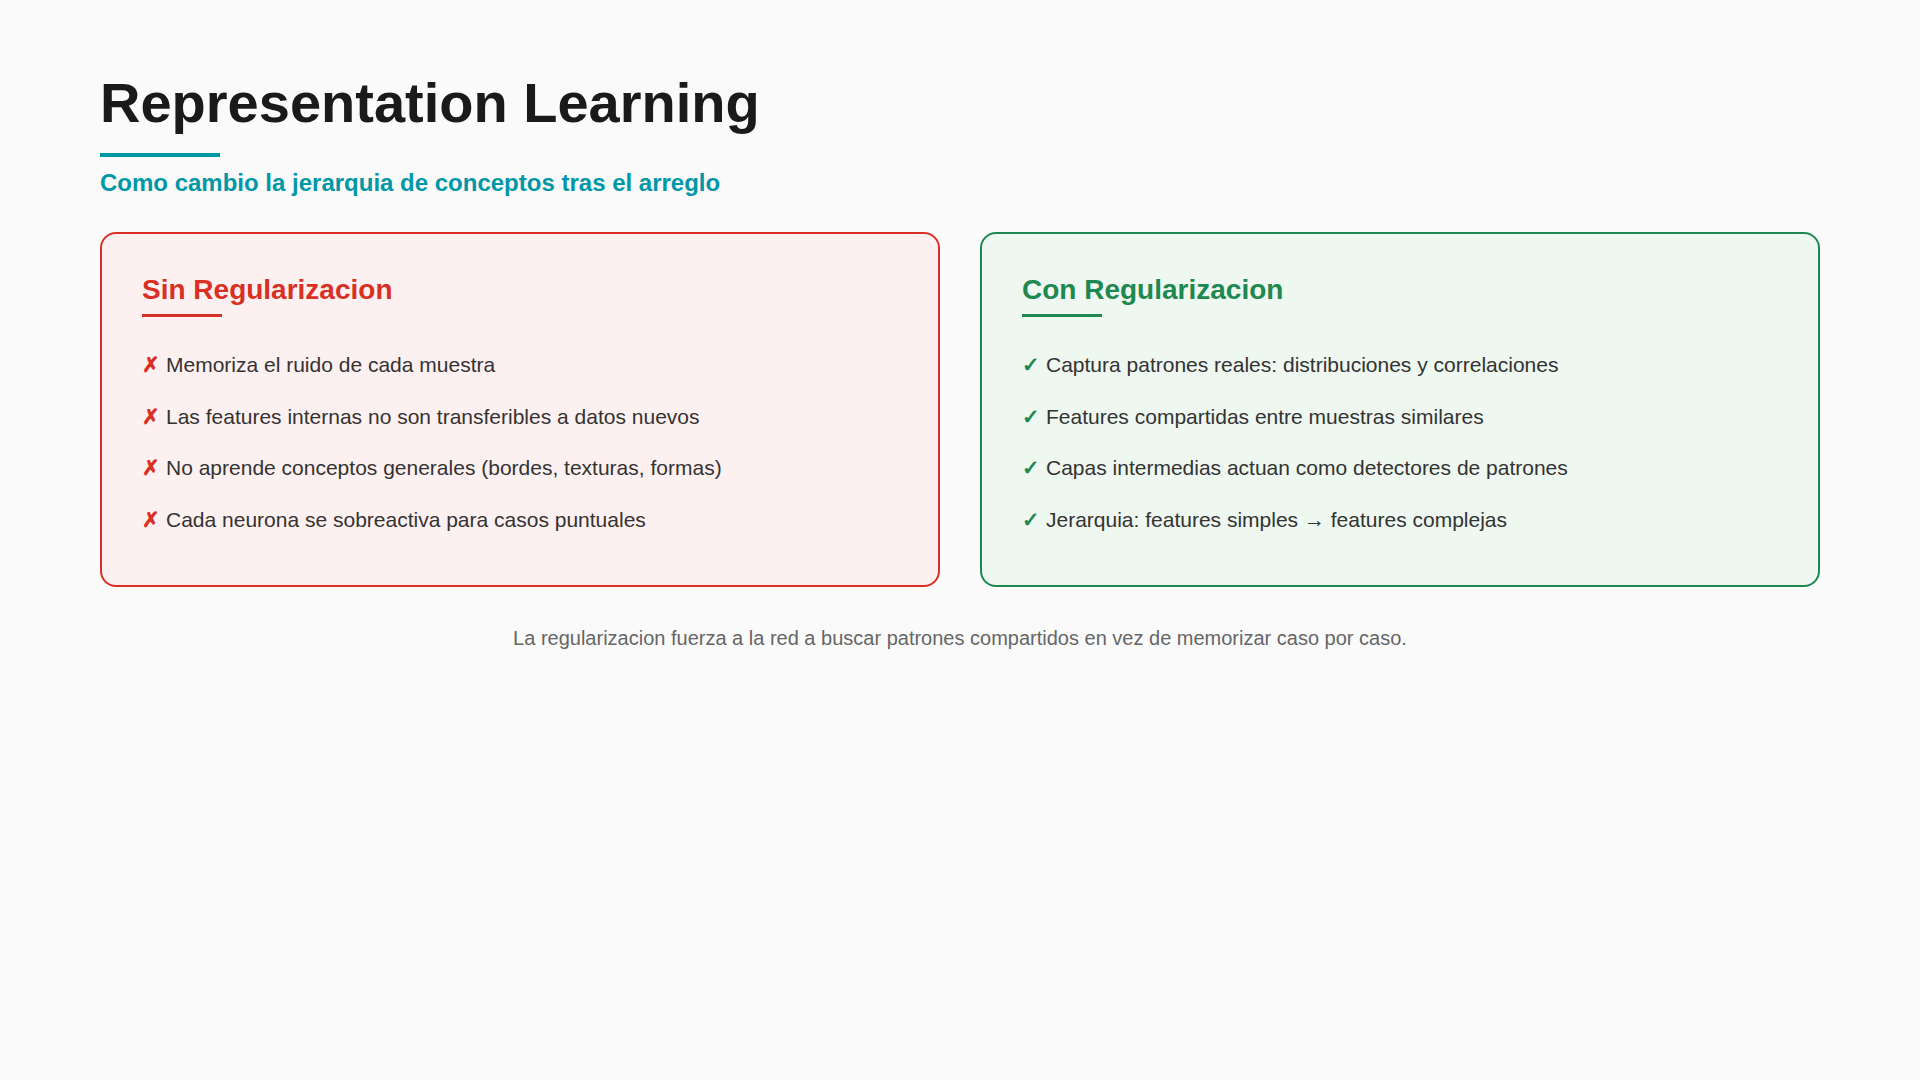 Representation Learning
Como cambio la jerarquia de conceptos tras el arreglo
Sin Regularizacion
✗ Memoriza el ruido de cada muestra
✗ Las features internas no son transferibles a datos nuevos
✗ No aprende conceptos generales (bordes, texturas, formas)
✗ Cada neurona se sobreactiva para casos puntuales
Con Regularizacion
✓ Captura patrones reales: distribuciones y correlaciones
✓ Features compartidas entre muestras similares
✓ Capas intermedias actuan como detectores de patrones
✓ Jerarquia: features simples → features complejas
La regularizacion fuerza a la red a buscar patrones compartidos en vez de memorizar caso por caso.